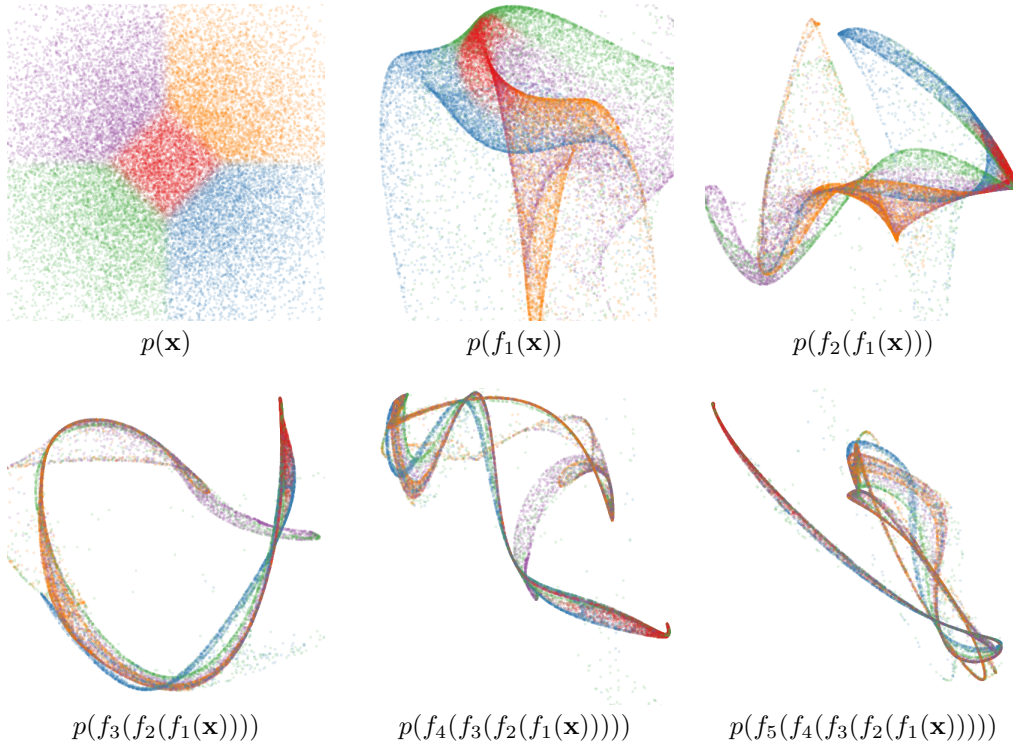 p(x)
p(f₁(x))
p(f₂(f₁(x)))
p(f₃(f₂(f₁(x))))
p(f₄(f₃(f₂(f₁(x)))))
p(f₅(f₄(f₃(f₂(f₁(x)))))